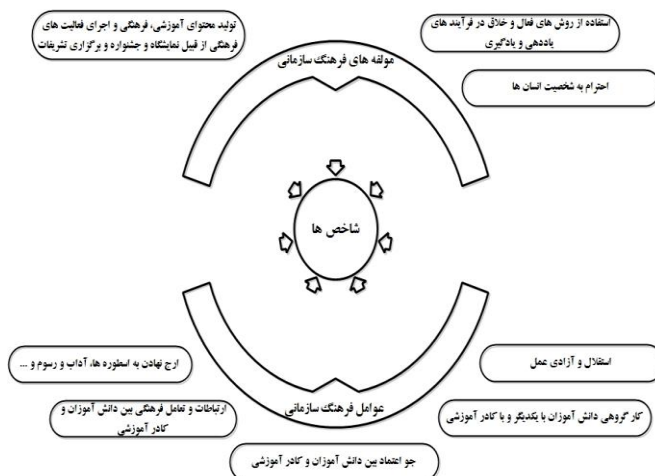 استفاده از روش های فعال و خلاق در فرآیند های
یاددهی و یادگیری
تولید محتوای آموزشی، فرهنگی و اجرای فعالیت های
فرهنگی از قبیل نمایشگاه و جشنواره و برگزاری تشریفات
مولفه های فرهنگ سازمانی
احترام به شخصیت انسان ها
شاخص ها
استقلال و آزادی عمل
ارج نهادن به اسطوره ها، آداب و رسوم و ...
عوامل فرهنگ سازمانی
کار گروهی دانش آموزان با یکدیگر و با کادر آموزشی
ارتباطات و تعامل فرهنگی بین دانش آموزان و
کادر آموزشی
جو اعتماد بین دانش آموزان و کادر آموزشی